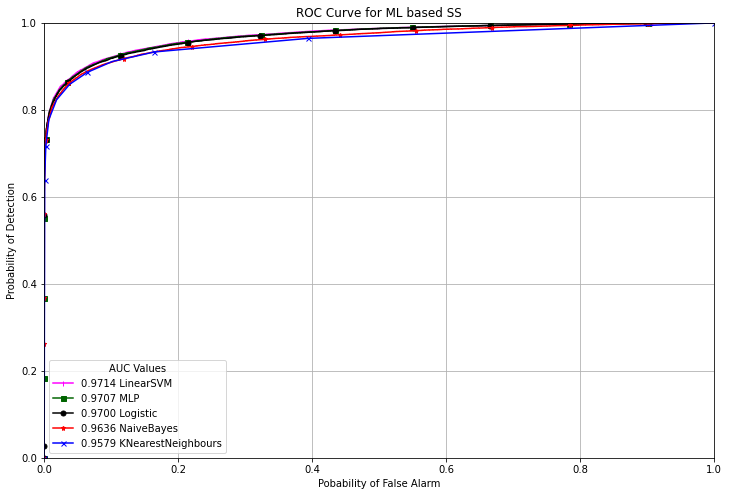 ROC Curve for ML based SS
1.0
0.8
0.6
0.4
0.2
0.0
Probability of Detection
AUC Values
0.9714 LinearSVM
0.9707 MLP
0.9700 Logistic
0.9636 NaiveBayes
0.9579 KNearestNeighbours
0.0 0.2 0.4 0.6 0.8 1.0
Pobability of False Alarm